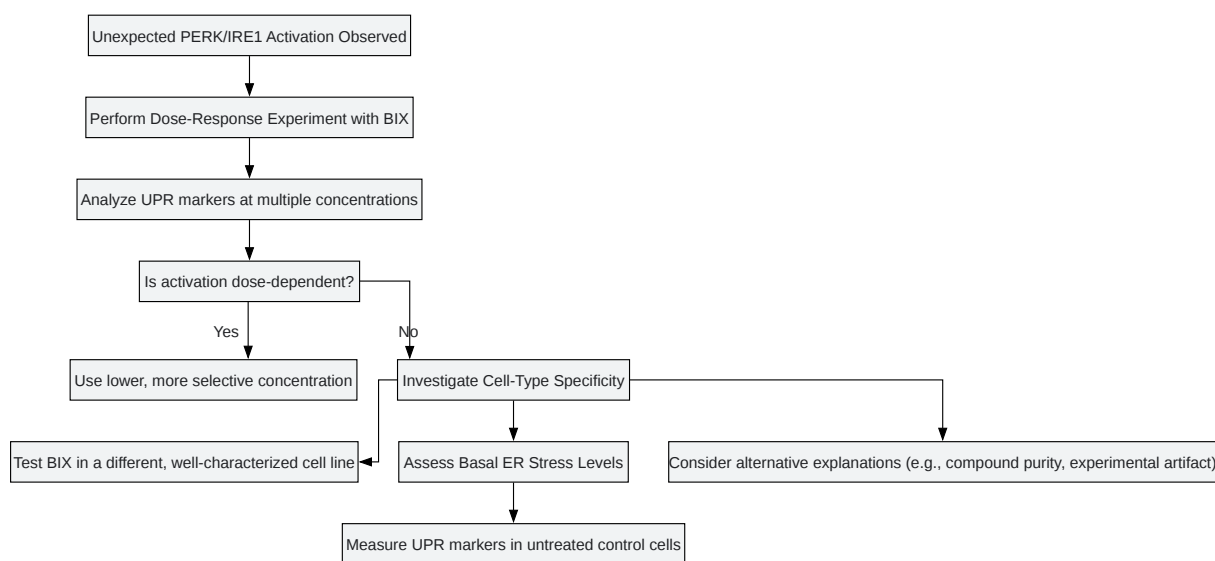 Unexpected PERK/IRE1 Activation Observed
Perform Dose-Response Experiment with BIX
Analyze UPR markers at multiple concentrations
Is activation dose-dependent?
Yes
No
Use lower, more selective concentration
Investigate Cell-Type Specificity
Test BIX in a different, well-characterized cell line
Assess Basal ER Stress Levels
Consider alternative explanations (e.g., compound purity, experimental artifact)
Measure UPR markers in untreated control cells